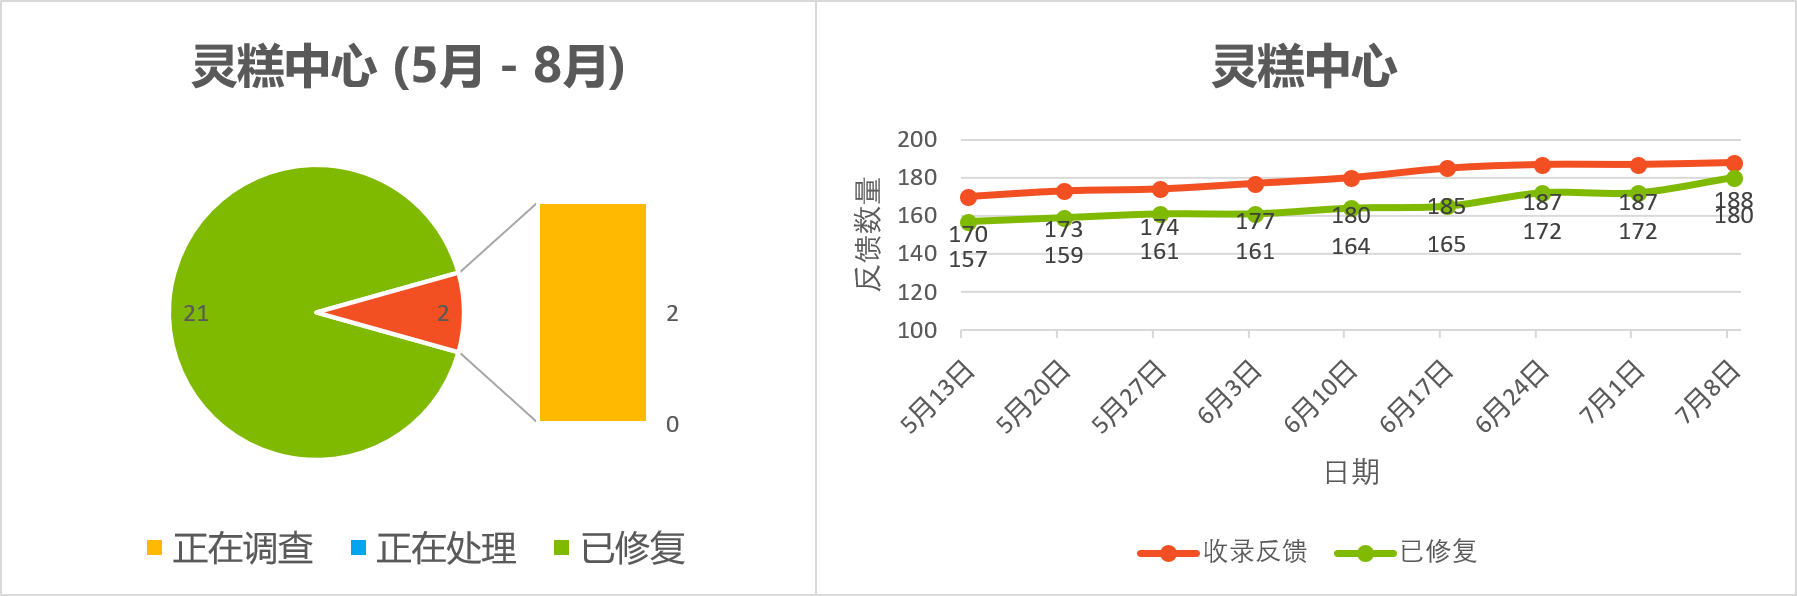 灵糕中心 (5月 - 8月)
21
2
2
0
正在调查
正在处理
已修复
灵糕中心
反馈数量
200
180
160
140
120
100
170 173 174 177 180 185 187 187 188
157 159 161 161 164 165 172 172 180
5月13日 5月20日 5月27日 6月3日 6月10日 6月17日 6月24日 7月1日 7月8日
日期
收录反馈 已修复